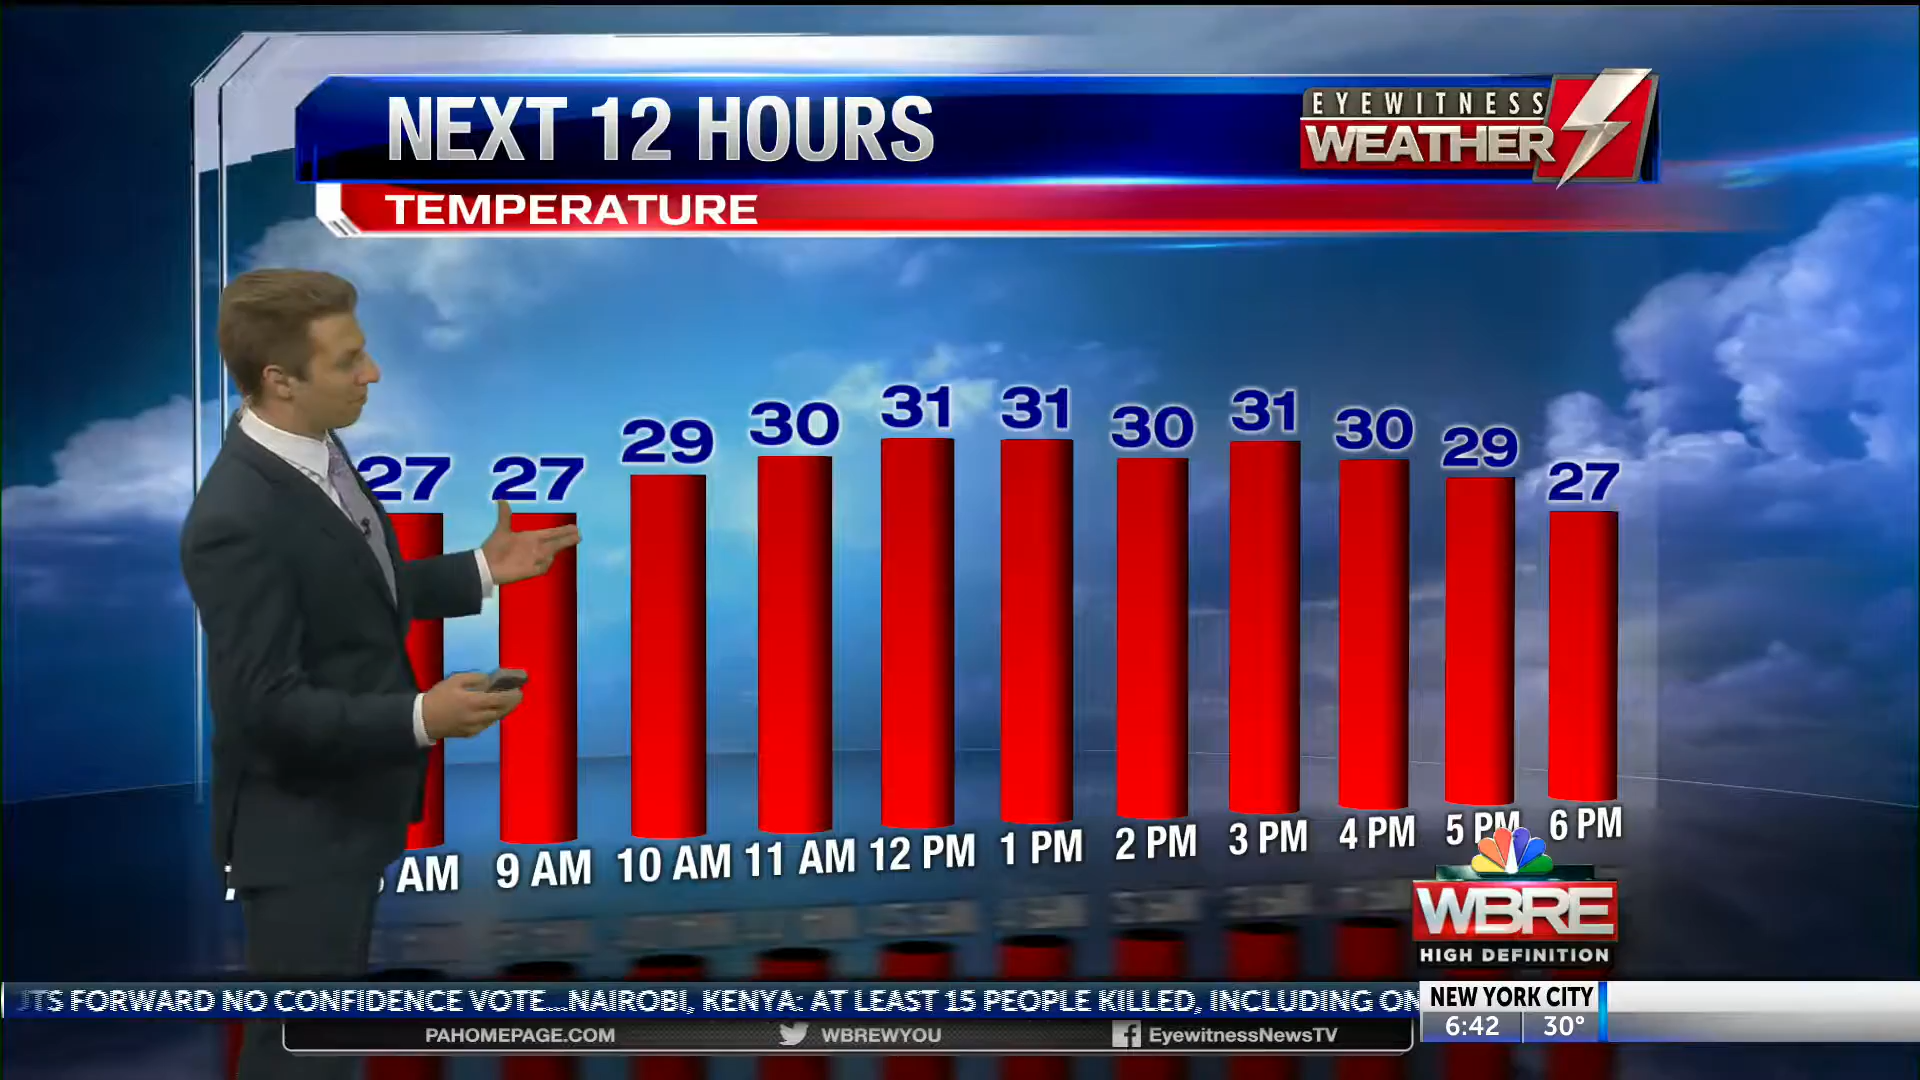 NEXT 12 HOURS
EYEWITNESS
WEATHER
TEMPERATURE
27 27 29 30 31 31 30 31 30 29 27
AM 9 AM 10 AM 11 AM 12 PM 1 PM 2 PM 3 PM 4 PM 5 PM 6 PM
WBRE
HIGH DEFINITION
FORWARD NO CONFIDENCE VOTE...NAIROBI, KENYA: AT LEAST 15 PEOPLE KILLED, INCLUDING
NEW YORK CITY
6:42 30°
PAHOMEPAGE.COM WBREWYOU EyewitnessNewsTV